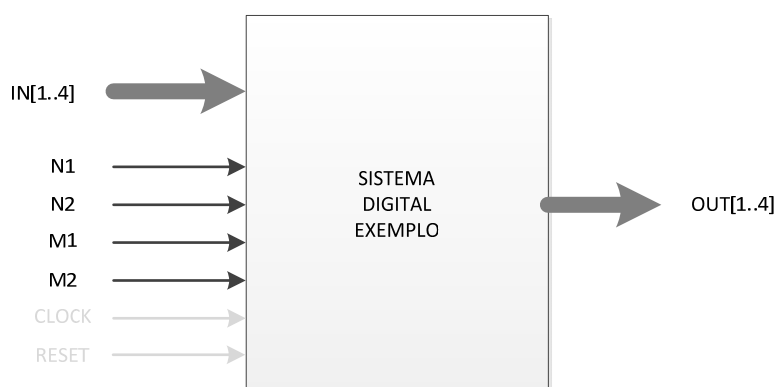 IN[1..4]
N1
N2
M1
M2
CLOCK
RESET
SISTEMA
DIGITAL
EXEMPLO
OUT[1..4]